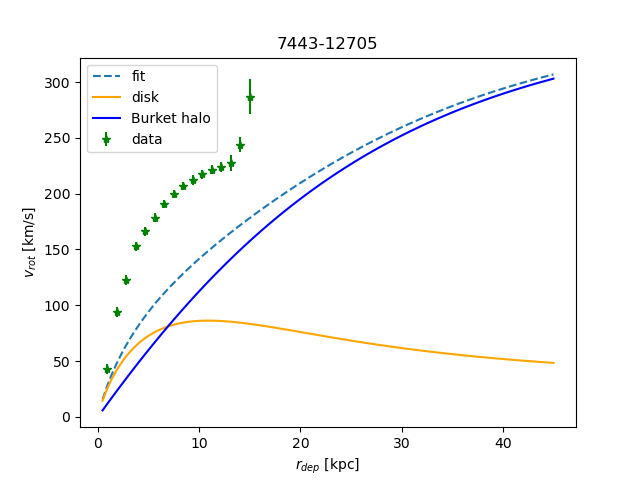 7443-12705
fit
disk
Burket halo
data
300
250
200
150
100
50
0
v_rot [km/s]
0 10 20 30 40
r_dep [kpc]